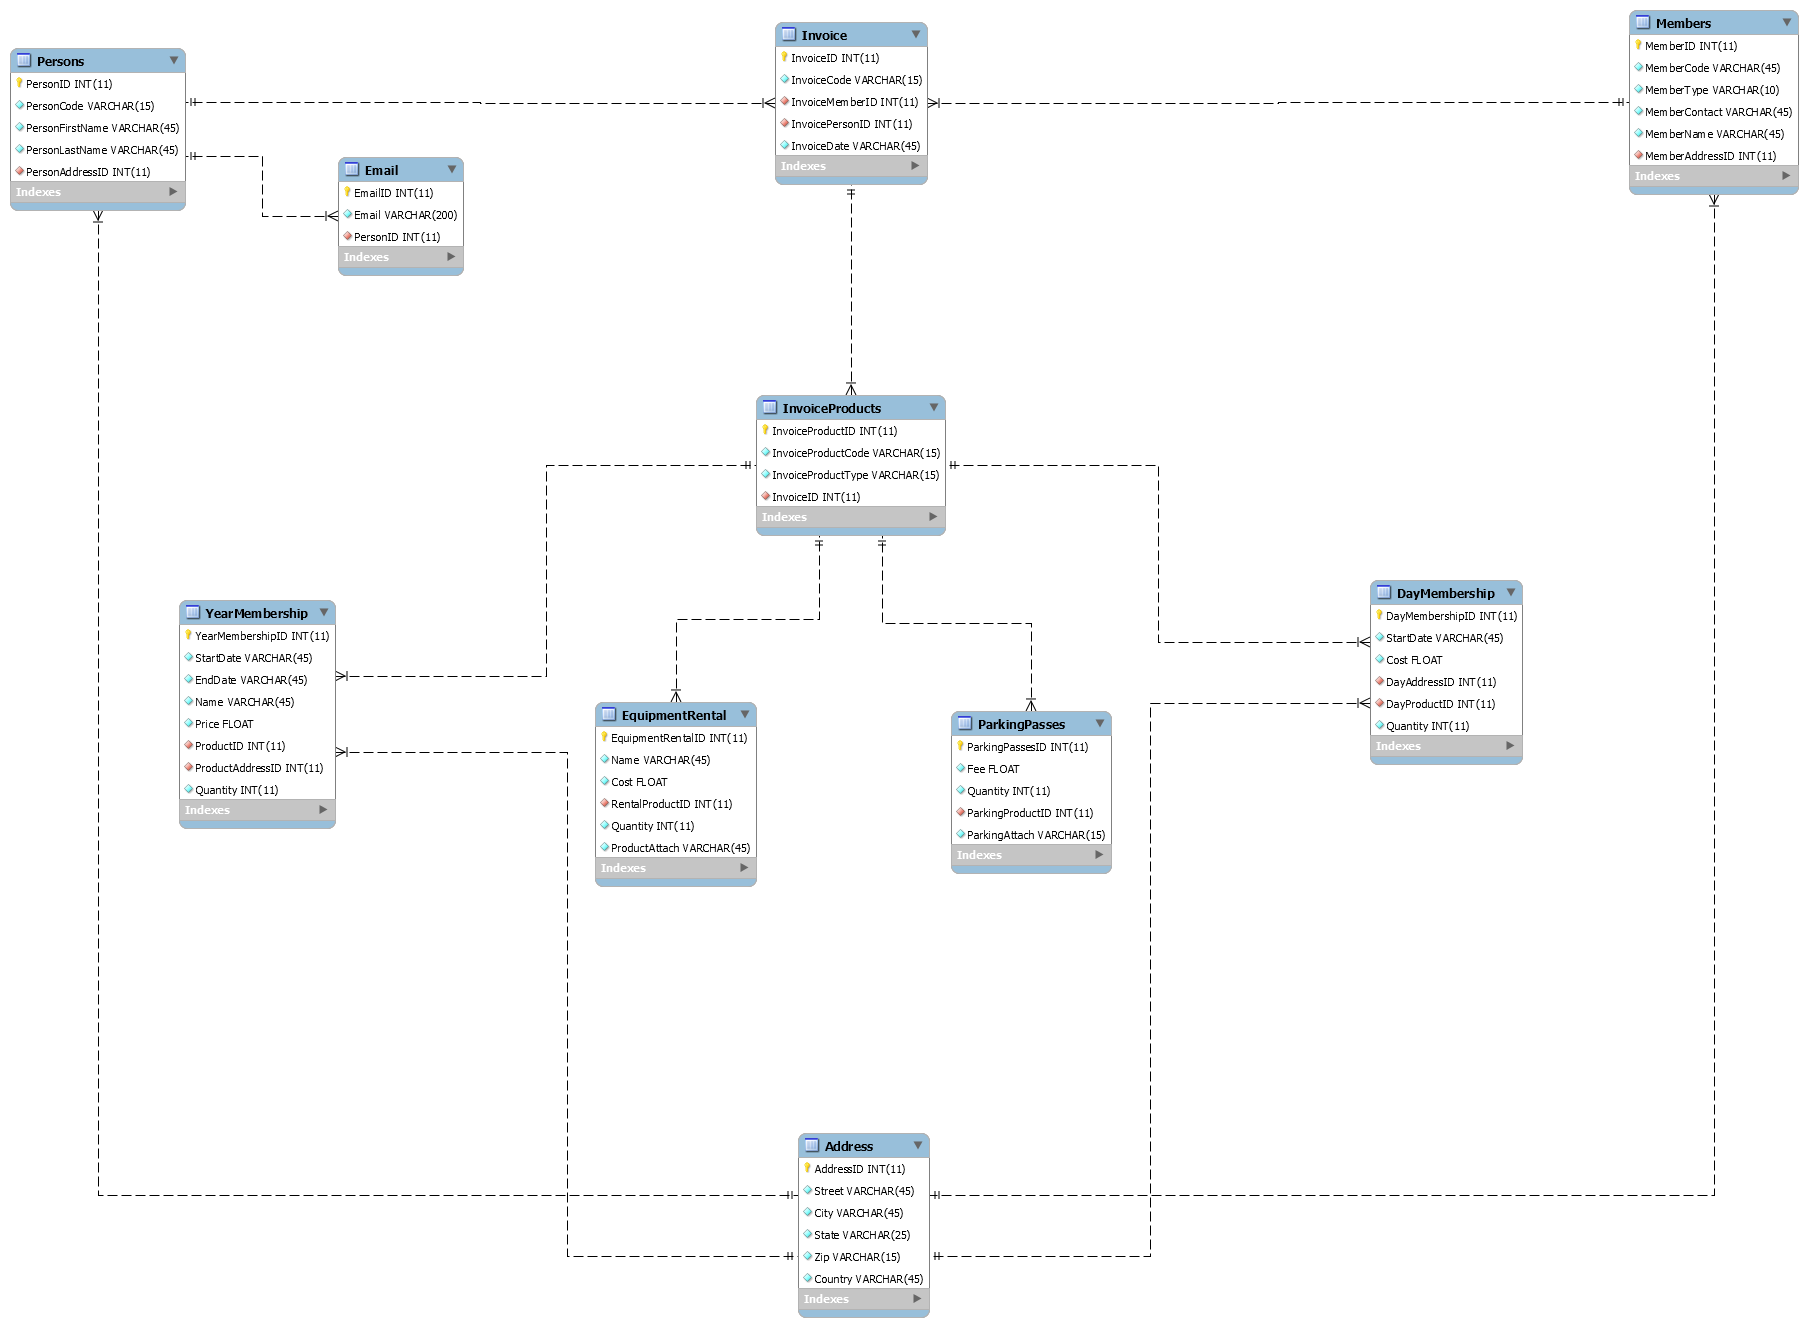 Persons
PersonID INT(11)
PersonCode VARCHAR(15)
PersonFirstName VARCHAR(45)
PersonLastName VARCHAR(45)
PersonAddressID INT(11)
Indexes
Email
EmailID INT(11)
Email VARCHAR(200)
PersonID INT(11)
Indexes
Invoice
InvoiceID INT(11)
InvoiceCode VARCHAR(15)
InvoiceMemberID INT(11)
InvoicePersonID INT(11)
InvoiceDate VARCHAR(45)
Indexes
Members
MemberID INT(11)
MemberCode VARCHAR(45)
MemberType VARCHAR(10)
MemberContact VARCHAR(45)
MemberName VARCHAR(45)
MemberAddressID INT(11)
Indexes
InvoiceProducts
InvoiceProductID INT(11)
InvoiceProductCode VARCHAR(15)
InvoiceProductType VARCHAR(15)
InvoiceID INT(11)
Indexes
YearMembership
YearMembershipID INT(11)
StartDate VARCHAR(45)
EndDate VARCHAR(45)
Name VARCHAR(45)
Price FLOAT
ProductID INT(11)
ProductAddressID INT(11)
Quantity INT(11)
Indexes
EquipmentRental
EquipmentRentalID INT(11)
Name VARCHAR(45)
Cost FLOAT
RentalProductID INT(11)
Quantity INT(11)
ProductAttach VARCHAR(45)
Indexes
ParkingPasses
ParkingPassesID INT(11)
Fee FLOAT
Quantity INT(11)
ParkingProductID INT(11)
ParkingAttach VARCHAR(15)
Indexes
DayMembership
DayMembershipID INT(11)
StartDate VARCHAR(45)
Cost FLOAT
DayAddressID INT(11)
DayProductID INT(11)
Quantity INT(11)
Indexes
Address
AddressID INT(11)
Street VARCHAR(45)
City VARCHAR(45)
State VARCHAR(25)
Zip VARCHAR(15)
Country VARCHAR(45)
Indexes